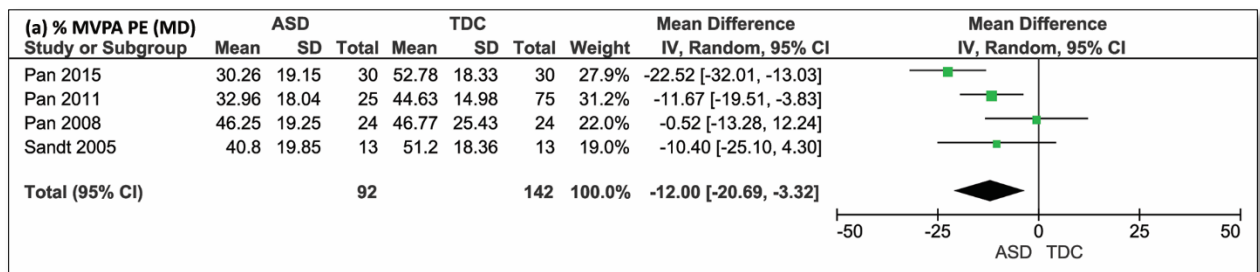 (a) % MVPA PE (MD) ASD TDC Mean Difference Mean Difference
Study or Subgroup Mean SD Total Mean SD Total Weight IV, Random, 95% CI IV, Random, 95% CI
Pan 2015 30.26 19.15 30 52.78 18.33 30 27.9% -22.52 [-32.01, -13.03]
Pan 2011 32.96 18.04 25 44.63 14.98 75 31.2% -11.67 [-19.51, -3.83]
Pan 2008 46.25 19.25 24 46.77 25.43 24 22.0% -0.52 [-13.28, 12.24]
Sandt 2005 40.8 19.85 13 51.2 18.36 13 19.0% -10.40 [-25.10, 4.30]
Total (95% CI) 92 142 100.0% -12.00 [-20.69, -3.32]
-50 -25 0 25 50
ASD TDC